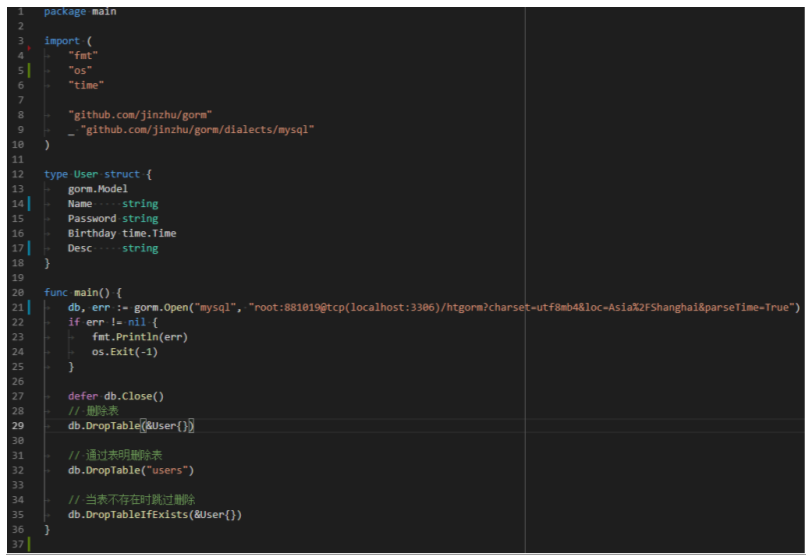 1 package main
2
3 import (
4 "fmt"
5 "os"
6 "time"
7
8 "github.com/jinzhu/gorm"
9 _ "github.com/jinzhu/gorm/dialects/mysql"
10 )
11
12 type User struct {
13 gorm.Model
14 Name string
15 Password string
16 Birthday time.Time
17 Desc string
18 }
19
20 func main() {
21 db, err := gorm.Open("mysql", "root:881019@tcp(localhost:3306)/htgorm?charset=utf8mb4&loc=Asia%2FShanghai&parseTime=True")
22 if err != nil {
23 fmt.Println(err)
24 os.Exit(-1)
25 }
26
27 defer db.Close()
28 // 删除表
29 db.DropTable(&User{})
30
31 // 通过表明删除表
32 db.DropTable("users")
33
34 // 当表不存在时跳过删除
35 db.DropTableIfExists(&User{})
36 }
37